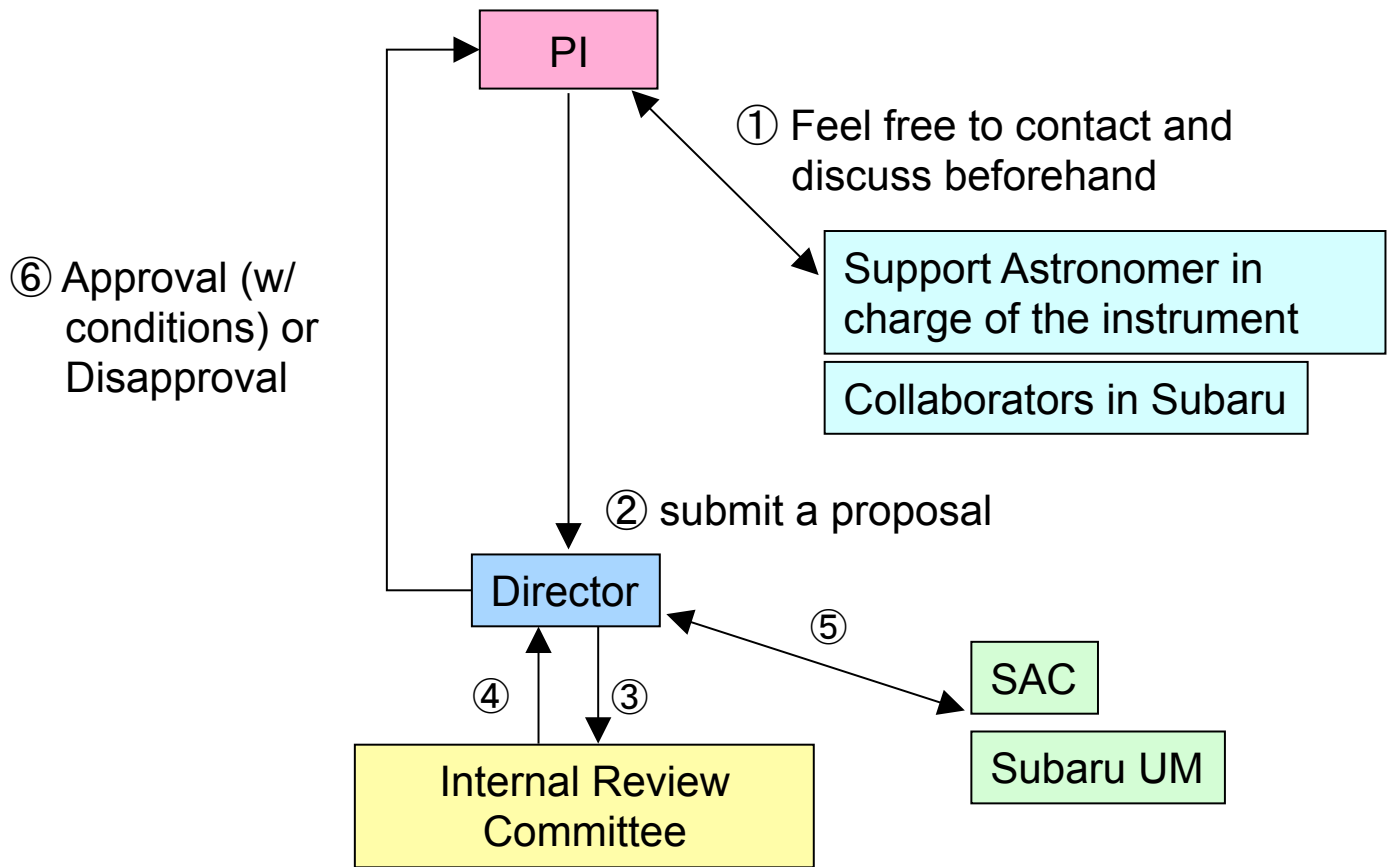 PI
① Feel free to contact and
discuss beforehand
Support Astronomer in
charge of the instrument
Collaborators in Subaru
⑥ Approval (w/
conditions) or
Disapproval
② submit a proposal
Director
⑤
④
③
SAC
Subaru UM
Internal Review
Committee